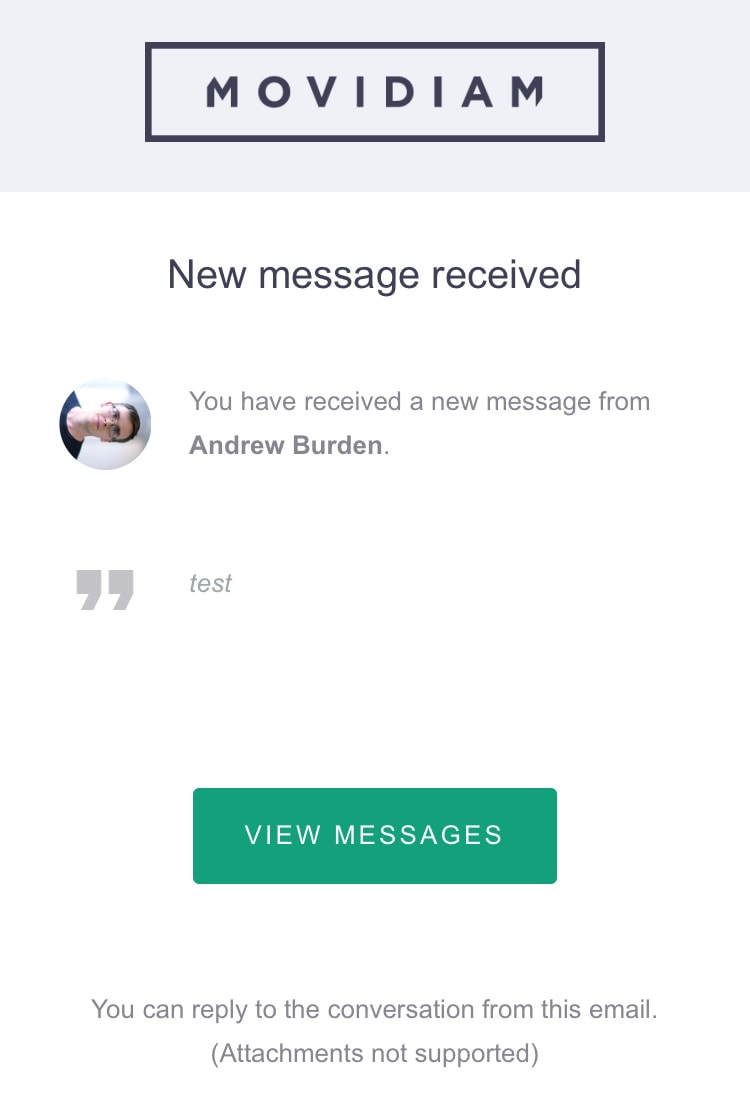 MOVIDIAM
New message received
You have received a new message from
Andrew Burden.
test
VIEW MESSAGES
You can reply to the conversation from this email.
(Attachments not supported)